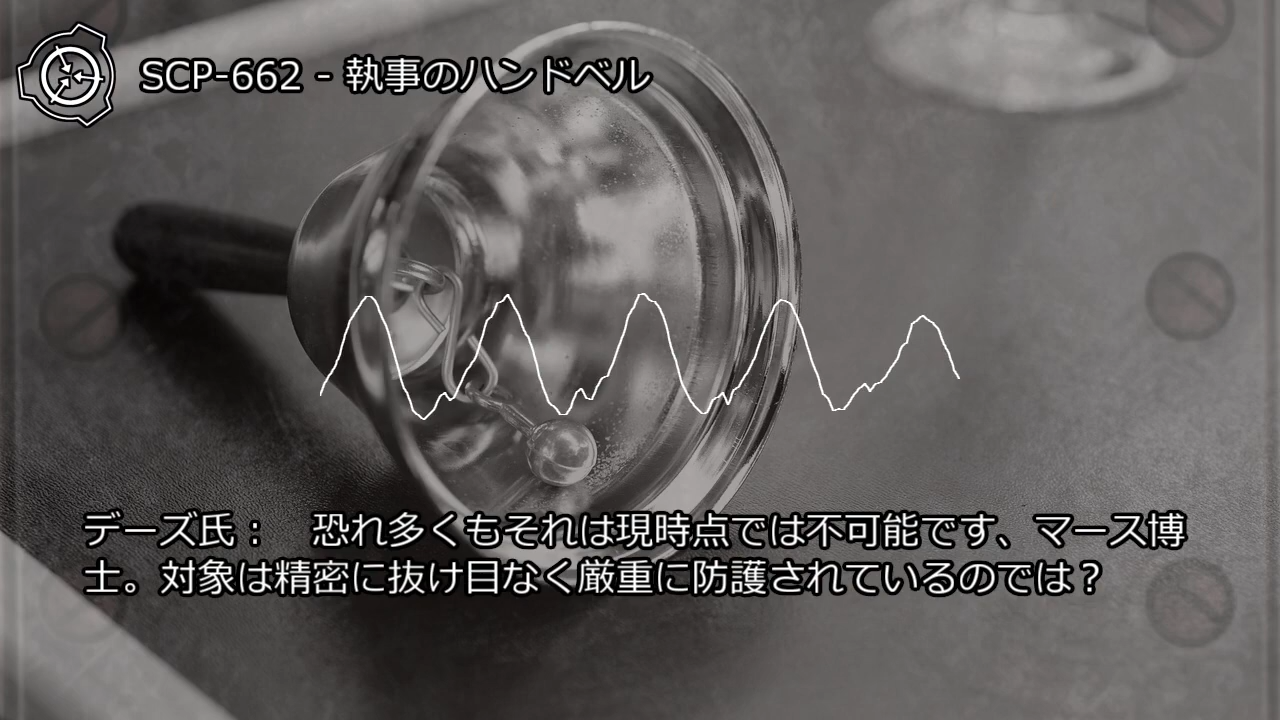 SCP-662 - 執事のハンドベル
デーズ氏：　恐れ多くもそれは現時点では不可能です、マース博
士。対象は精密に抜け目なく厳重に防護されているのでは？